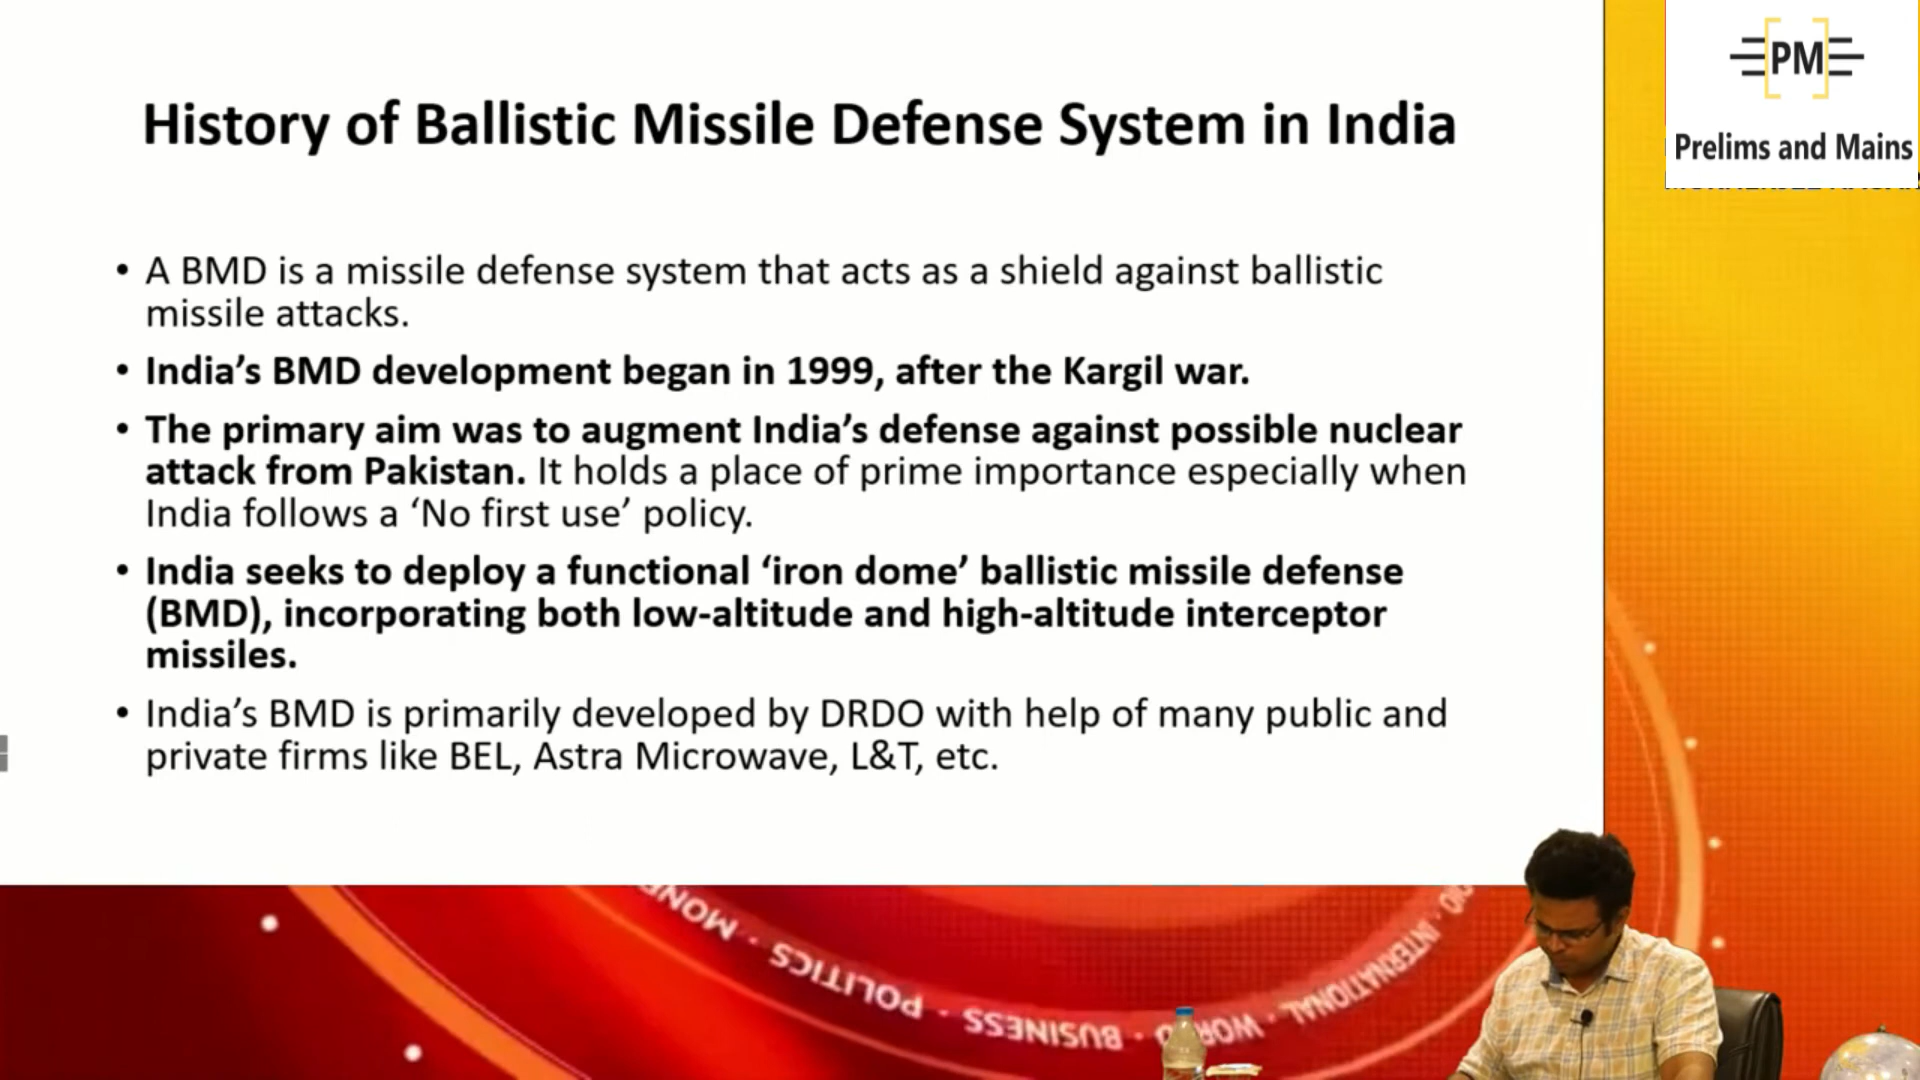 PM
Prelims and Mains
History of Ballistic Missile Defense System in India
• A BMD is a missile defense system that acts as a shield against ballistic
missile attacks.
• India’s BMD development began in 1999, after the Kargil war.
• The primary aim was to augment India’s defense against possible nuclear
attack from Pakistan. It holds a place of prime importance especially when
India follows a ‘No first use’ policy.
• India seeks to deploy a functional ‘iron dome’ ballistic missile defense
(BMD), incorporating both low-altitude and high-altitude interceptor
missiles.
• India’s BMD is primarily developed by DRDO with help of many public and
private firms like BEL, Astra Microwave, L&T, etc.
POLITICS · BUSINESS · WORLD · INTERNATIONAL